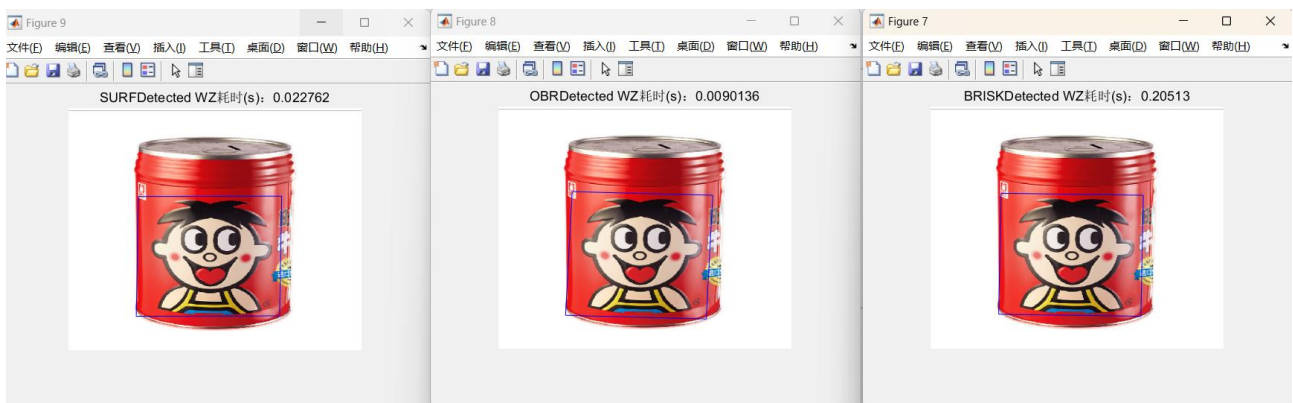 Figure 9
文件(F) 编辑(E) 查看(V) 插入(I) 工具(T) 桌面(D) 窗口(W) 帮助(H)
SURFDetected WZ耗时(s)：0.022762
Figure 8
文件(F) 编辑(E) 查看(V) 插入(I) 工具(T) 桌面(D) 窗口(W) 帮助(H)
OBRDetected WZ耗时(s)：0.0090136
Figure 7
文件(F) 编辑(E) 查看(V) 插入(I) 工具(T) 桌面(D) 窗口(W) 帮助(H)
BRISKDetected WZ耗时(s)：0.20513